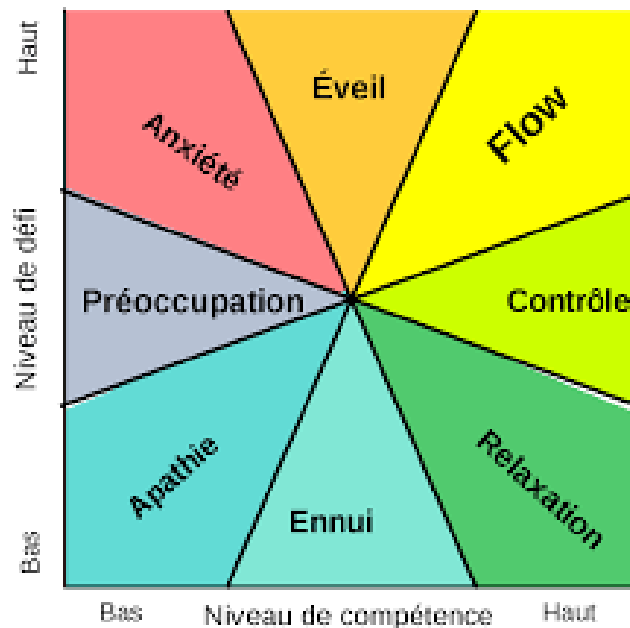 Haut
Éveil
Flow
Anxiété
Niveau de défi
Préoccupation
Contrôle
Apathie
Relaxation
Ennui
Bas
Bas
Niveau de compétence
Haut